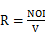 R = NOI
V